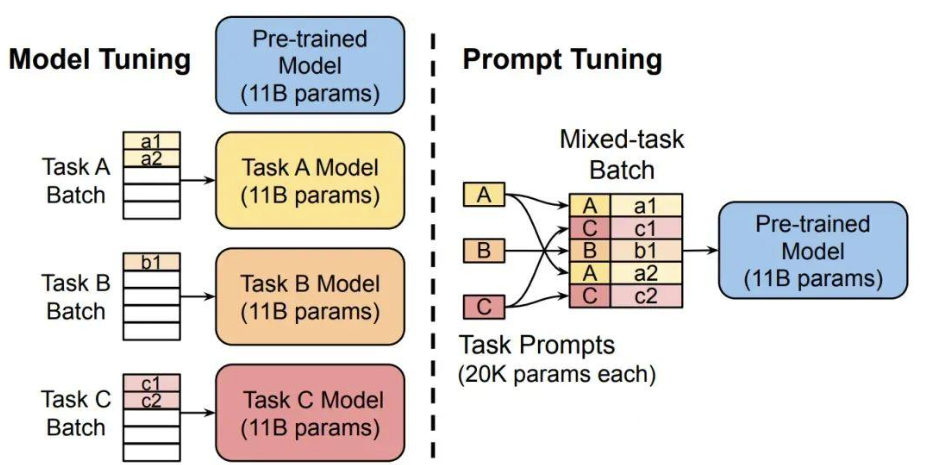 Model Tuning
Pre-trained
Model
(11B params)
Task A
Batch
a1
a2
Task A Model
(11B params)
Task B
Batch
b1
Task B Model
(11B params)
Task C
Batch
c1
c2
Task C Model
(11B params)
Prompt Tuning
Mixed-task
Batch
A
B
C
A a1
C c1
B b1
A a2
C c2
Task Prompts
(20K params each)
Pre-trained
Model
(11B params)